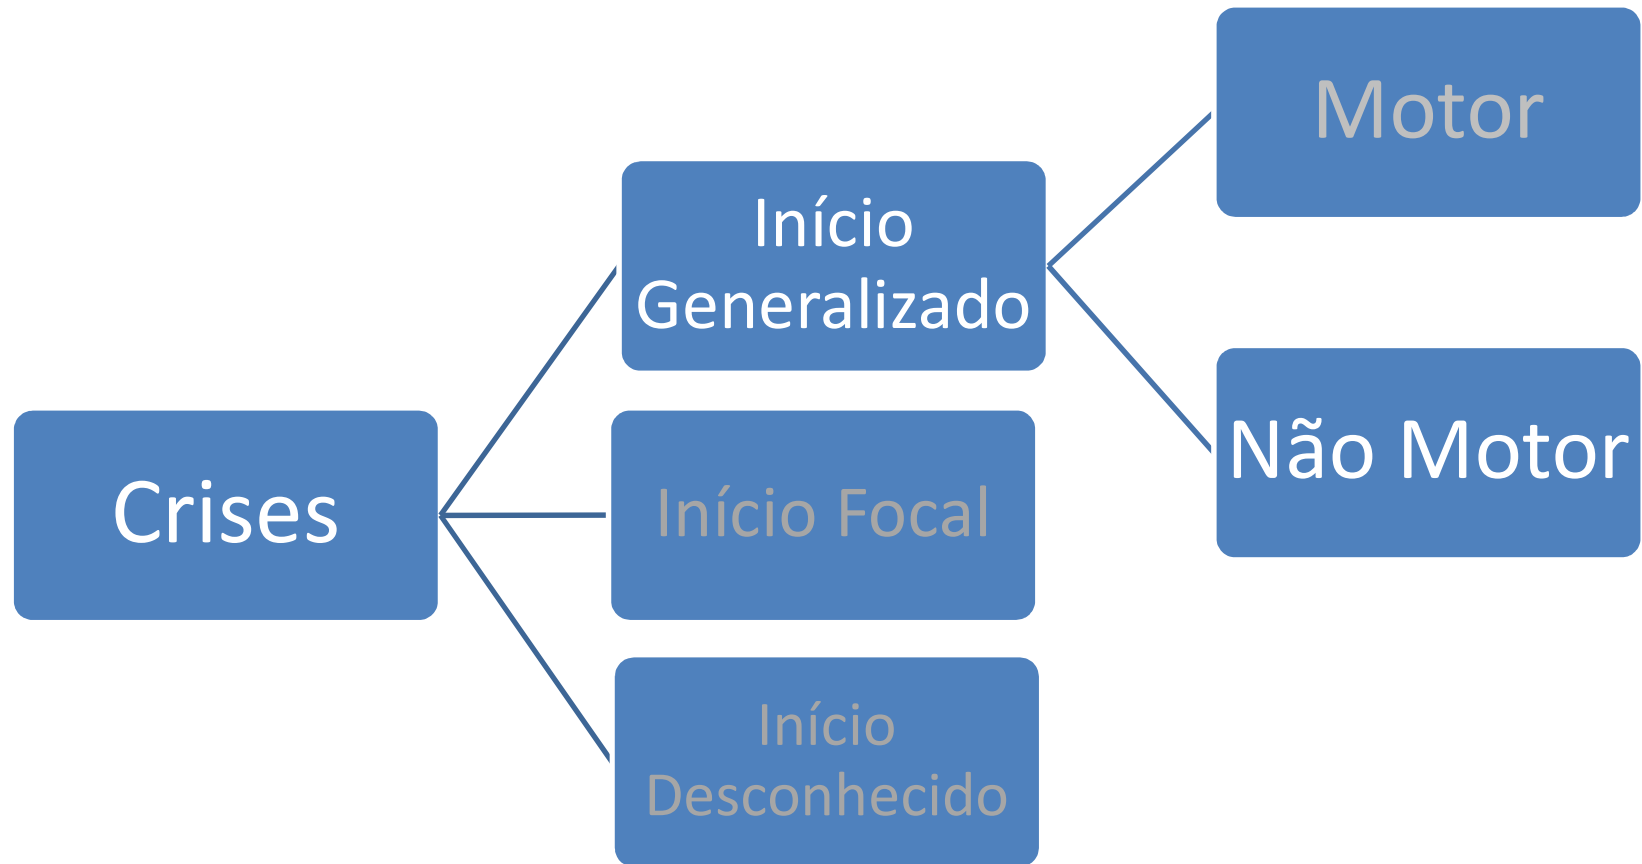 Crises
Início
Generalizado
Início Focal
Início
Desconhecido
Motor
Não Motor